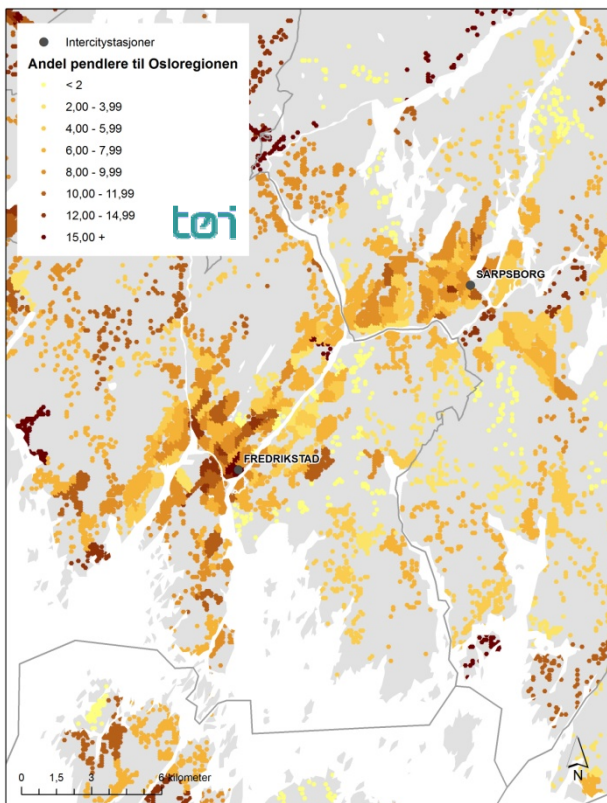 Intercitystasjoner
Andel pendlere til Osloregionen
< 2
2,00 - 3,99
4,00 - 5,99
6,00 - 7,99
8,00 - 9,99
10,00 - 11,99
12,00 - 14,99
15,00 +
tøi
SARPSBORG
FREDRIKSTAD
N
0 1,5 3 6 kilometer